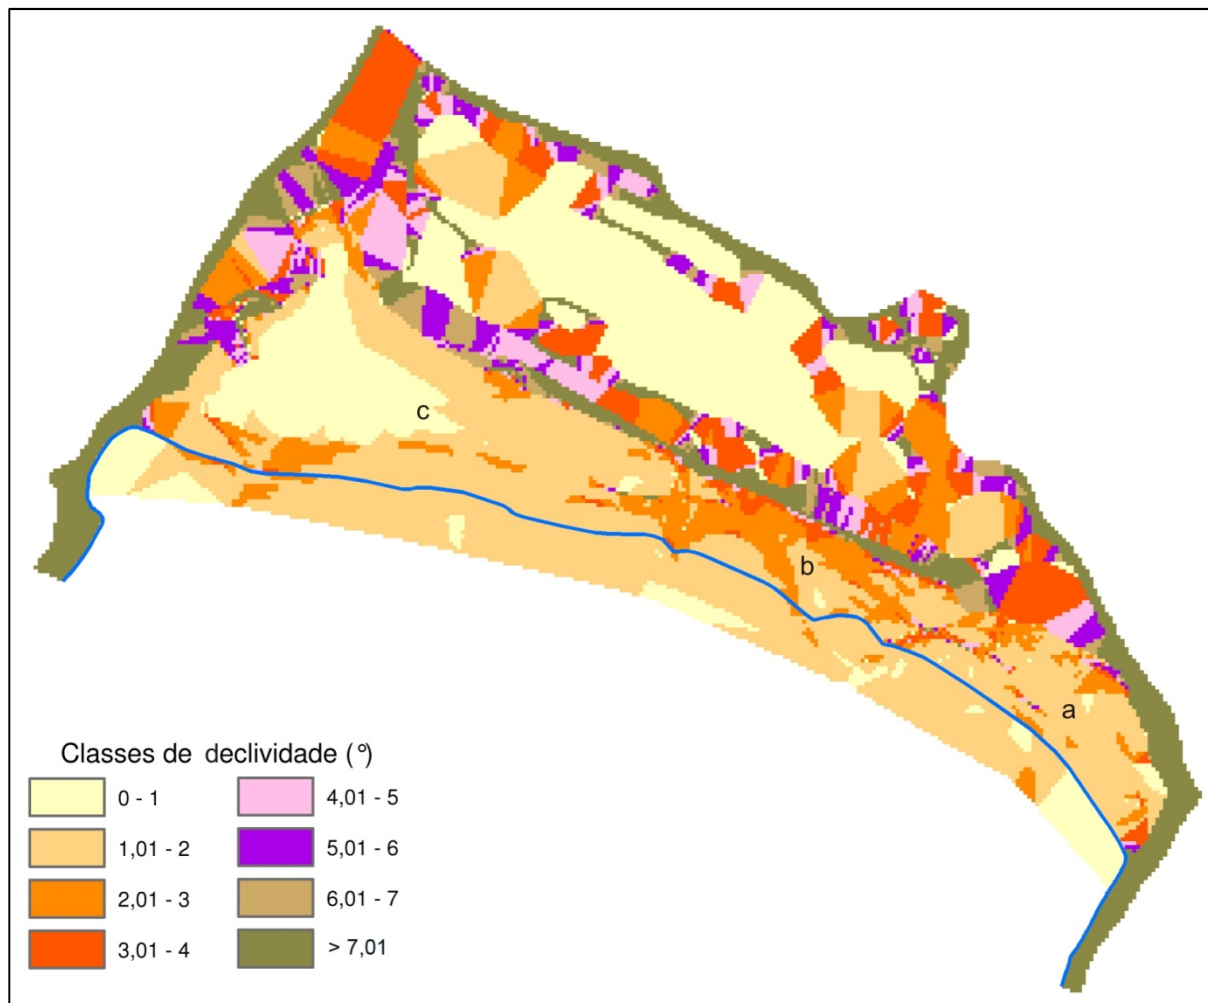 c
b
a
Classes de declividade (°)
0 - 1
1,01 - 2
2,01 - 3
3,01 - 4
4,01 - 5
5,01 - 6
6,01 - 7
> 7,01